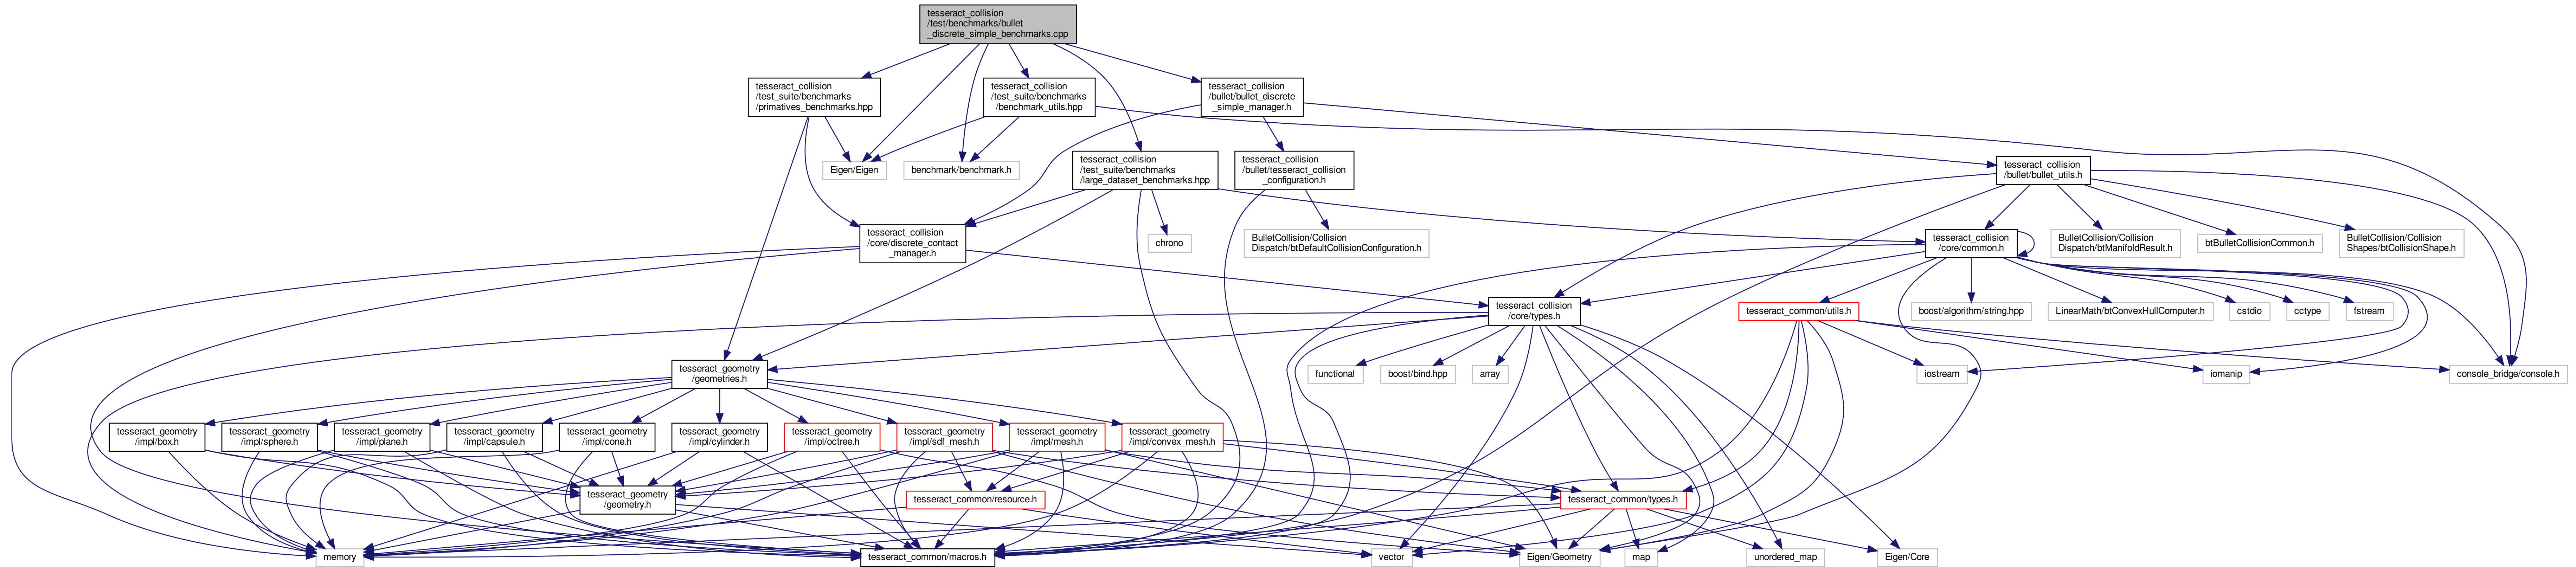 tesseract_collision
/test/benchmarks/bullet
_discrete_simple_benchmarks.cpp
tesseract_collision
/test_suite/benchmarks
/primatives_benchmarks.hpp
tesseract_collision
/test_suite/benchmarks
/benchmark_utils.hpp
tesseract_collision
/bullet/bullet_discrete
_simple_manager.h
Eigen/Eigen
benchmark/benchmark.h
tesseract_collision
/test_suite/benchmarks
/large_dataset_benchmarks.hpp
tesseract_collision
/bullet/tesseract_collision
_configuration.h
tesseract_collision
/bullet/bullet_utils.h
tesseract_collision
/core/discrete_contact
_manager.h
chrono
BulletCollision/Collision
Dispatch/btDefaultCollisionConfiguration.h
tesseract_collision
/core/common.h
BulletCollision/Collision
Dispatch/btManifoldResult.h
btBulletCollisionCommon.h
BulletCollision/Collision
Shapes/btCollisionShape.h
tesseract_collision
/core/types.h
tesseract_common/utils.h
boost/algorithm/string.hpp
LinearMath/btConvexHullComputer.h
cstdio
cctype
fstream
tesseract_geometry
/geometries.h
functional
boost/bind.hpp
array
iostream
iomanip
console_bridge/console.h
tesseract_geometry
/impl/box.h
tesseract_geometry
/impl/sphere.h
tesseract_geometry
/impl/plane.h
tesseract_geometry
/impl/capsule.h
tesseract_geometry
/impl/cone.h
tesseract_geometry
/impl/cylinder.h
tesseract_geometry
/impl/octree.h
tesseract_geometry
/impl/sdf_mesh.h
tesseract_geometry
/impl/mesh.h
tesseract_geometry
/impl/convex_mesh.h
tesseract_geometry
/geometry.h
tesseract_common/resource.h
tesseract_common/types.h
memory
tesseract_common/macros.h
vector
Eigen/Geometry
map
unordered_map
Eigen/Core